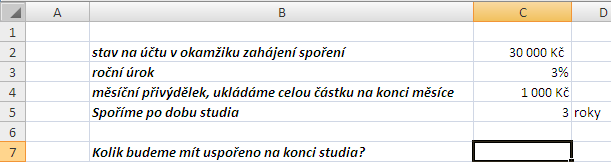 A B C D
1
2 stav na účtu v okamžiku zahájení spoření 30 000 Kč
3 roční úrok 3%
4 měsíční přivýdělek, ukládáme celou částku na konci měsíce 1 000 Kč
5 Spoříme po dobu studia 3 roky
6
7 Kolik budeme mít uspořeno na konci studia?